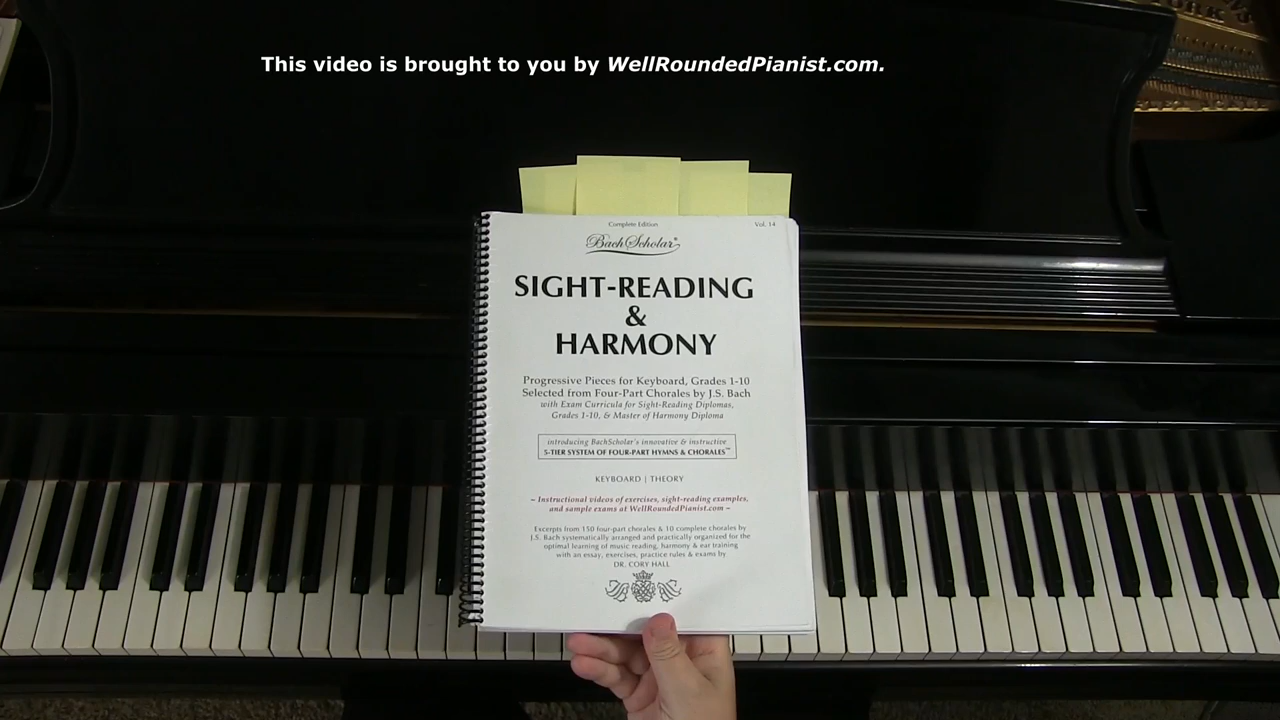 This video is brought to you by WellRoundedPianist.com.
Complete Edition
Vol. 14
BachScholar®
SIGHT-READING
&
HARMONY
Progressive Pieces for Keyboard, Grades 1-10
Selected from Four-Part Chorales by J.S. Bach
with Exam Curricula for Sight-Reading Diplomas,
Grades 1-10, & Master of Harmony Diploma
introducing BachScholar's innovative & instructive
5-TIER SYSTEM OF FOUR-PART HYMNS & CHORALES™
KEYBOARD | THEORY
~ Instructional videos of exercises, sight-reading examples,
and sample exams at WellRoundedPianist.com ~
Excerpts from 150 four-part chorales & 10 complete chorales by
J.S. Bach systematically arranged and practically organized for the
optimal learning of music reading, harmony & ear training
with an essay, exercises, practice rules & exams by
DR. CORY HALL